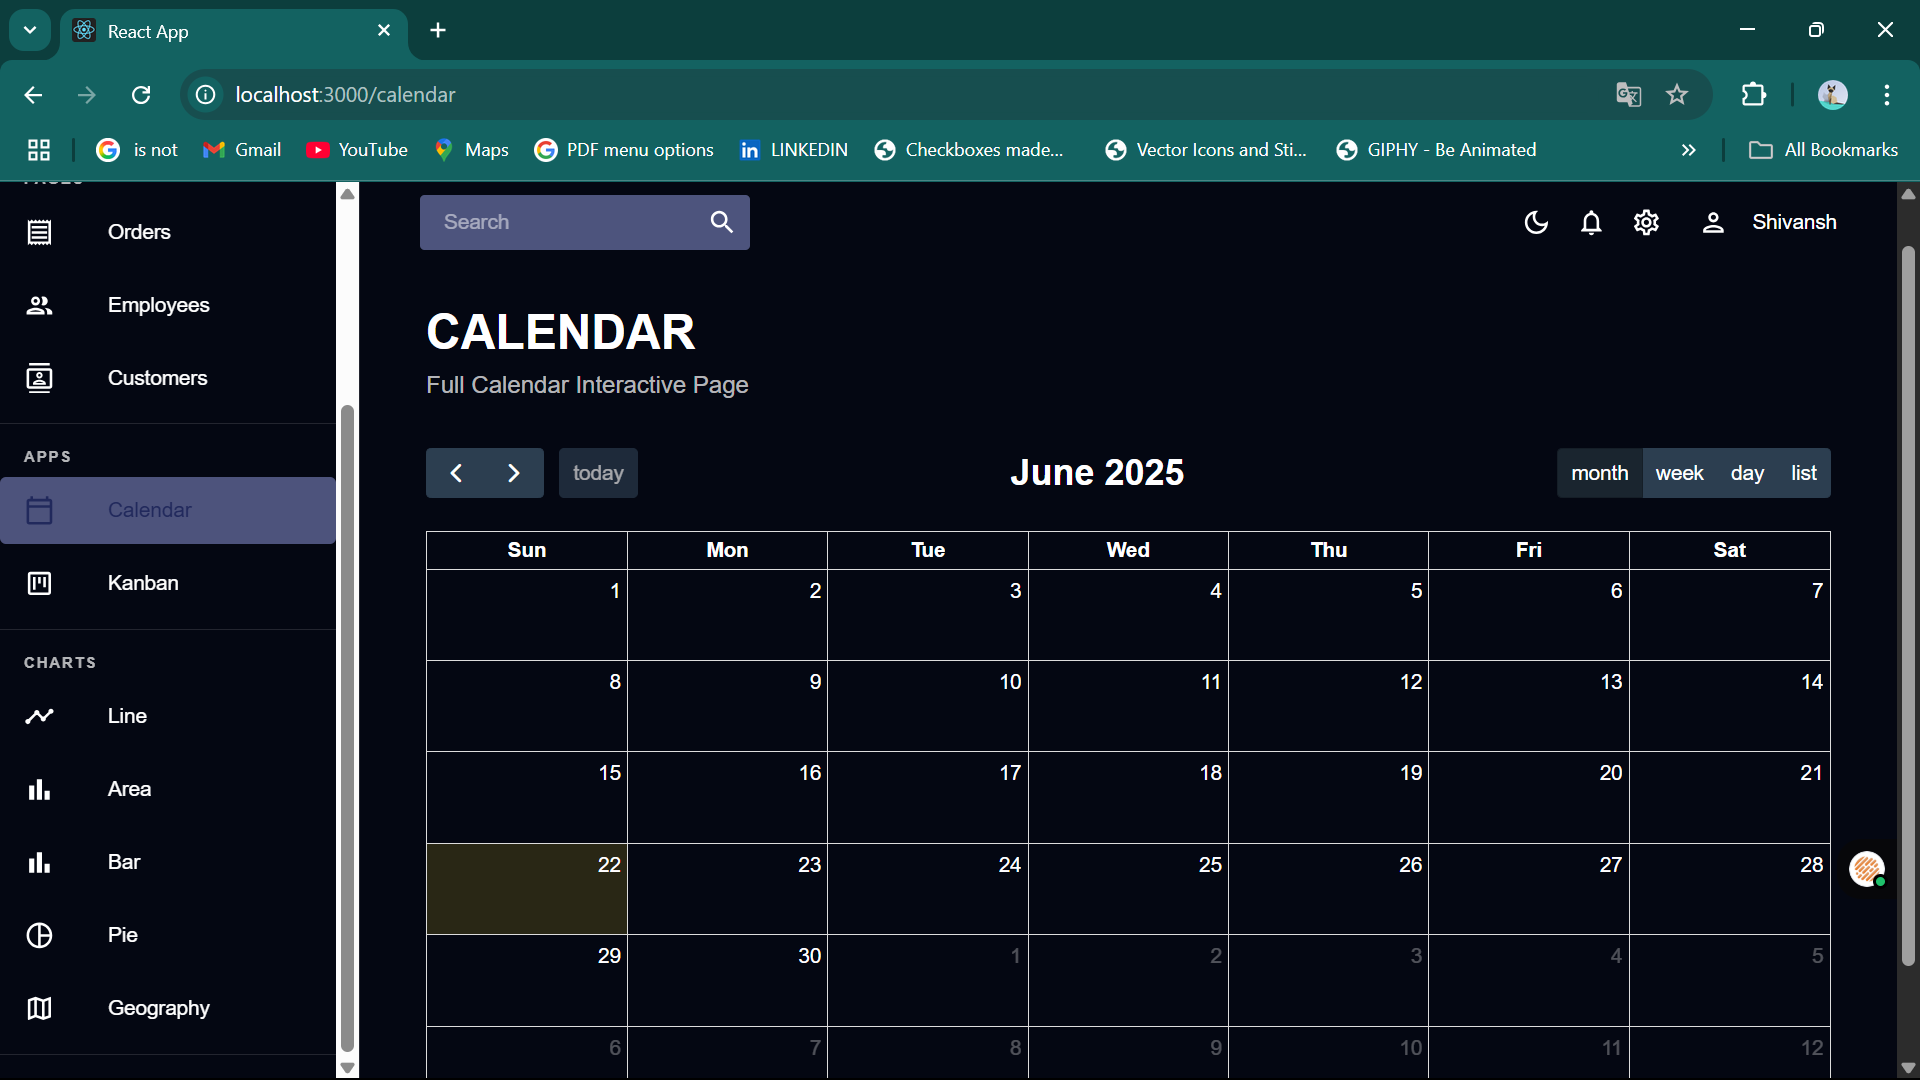 React App
localhost:3000/calendar
is not
Gmail
YouTube
Maps
PDF menu options
LINKEDIN
Checkboxes made...
Vector Icons and Sti...
GIPHY - Be Animated
All Bookmarks
Orders
Employees
Customers
APPS
Calendar
Kanban
CHARTS
Line
Area
Bar
Pie
Geography
Search
Shivansh
CALENDAR
Full Calendar Interactive Page
today
June 2025
month week day list
Sun Mon Tue Wed Thu Fri Sat
1 2 3 4 5 6 7
8 9 10 11 12 13 14
15 16 17 18 19 20 21
22 23 24 25 26 27 28
29 30 1 2 3 4 5
6 7 8 9 10 11 12